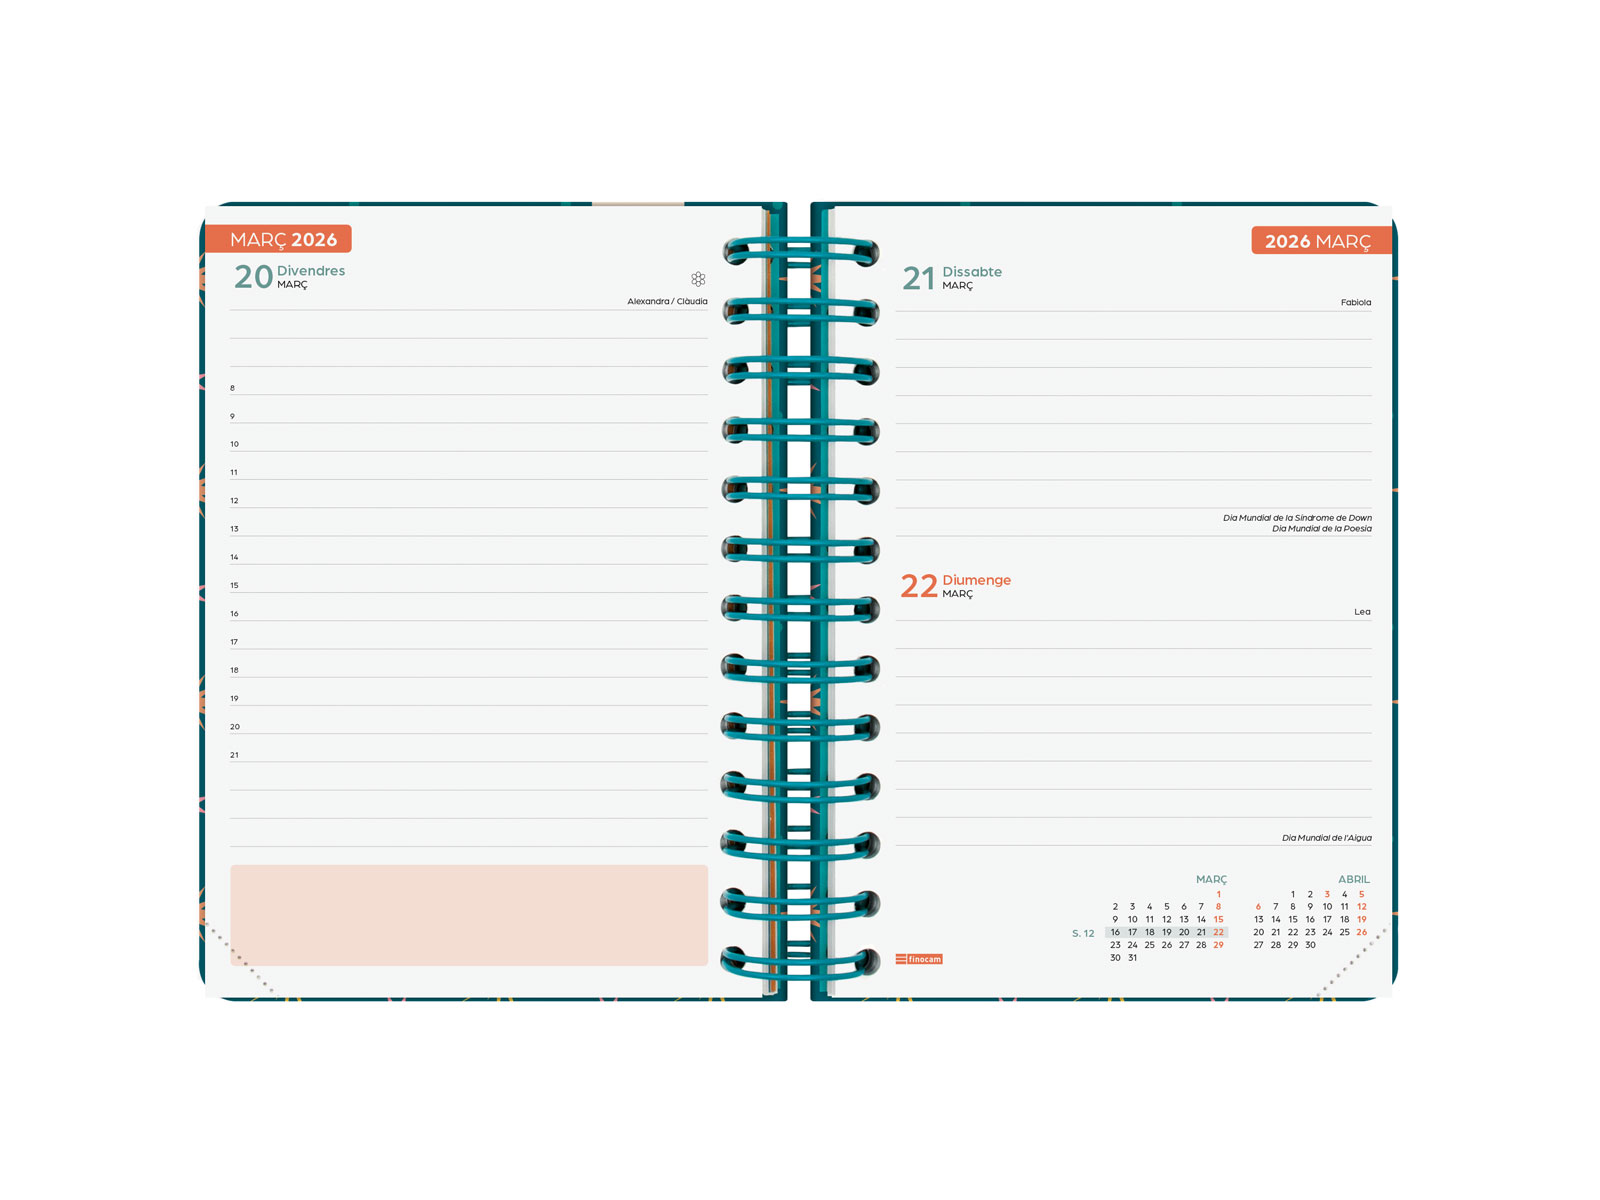 MARÇ 2026
20 Divendres
MARÇ
Alexandra / Clàudia
8
9
10
11
12
13
14
15
16
17
18
19
20
21
2026 MARÇ
21 Dissabte
MARÇ
Fabiola
Dia Mundial de la Síndrome de Down
Dia Mundial de la Poesia
22 Diumenge
MARÇ
Lea
Dia Mundial de l'Aigua
MARÇ
1
2 3 4 5 6 7 8
9 10 11 12 13 14 15
S. 12 16 17 18 19 20 21 22
23 24 25 26 27 28 29
30 31
ABRIL
1 2 3 4 5
6 7 8 9 10 11 12
13 14 15 16 17 18 19
20 21 22 23 24 25 26
27 28 29 30
finocam